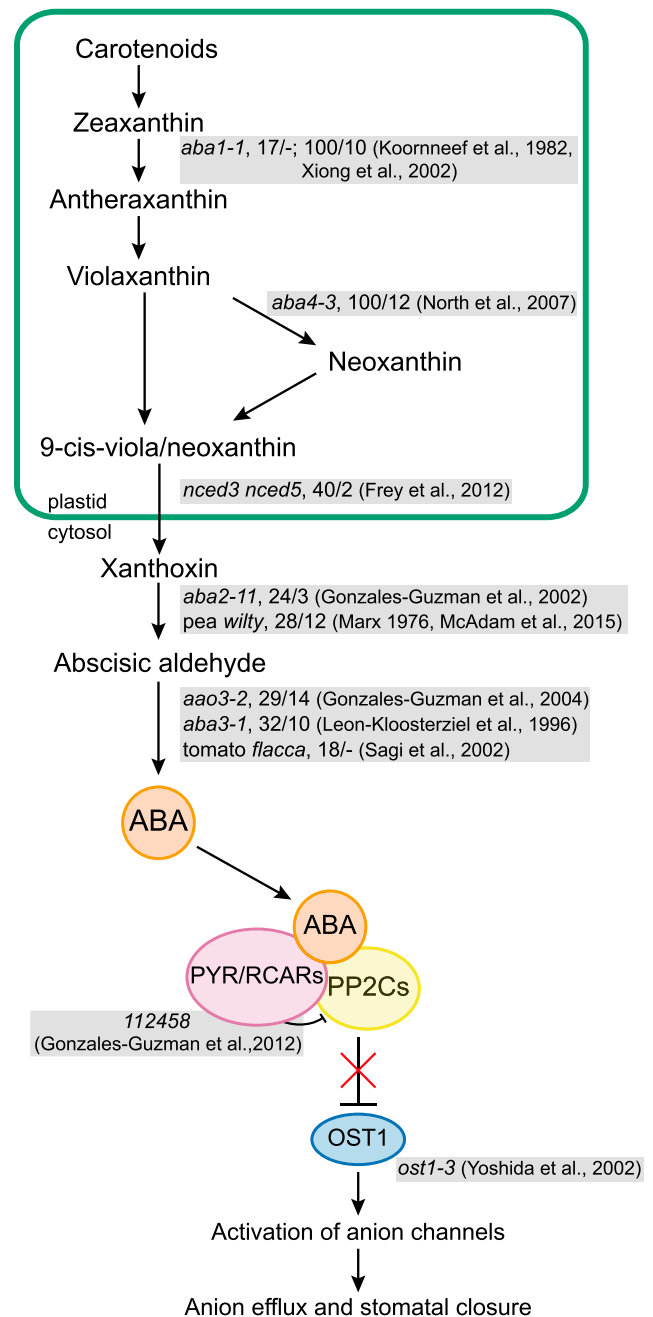 Carotenoids
Zeaxanthin
aba1-1, 17/-; 100/10 (Koornneef et al., 1982,
Xiong et al., 2002)
Antheraxanthin
Violaxanthin
aba4-3, 100/12 (North et al., 2007)
Neoxanthin
9-cis-viola/neoxanthin
nced3 nced5, 40/2 (Frey et al., 2012)
plastid
cytosol
Xanthoxin
aba2-11, 24/3 (Gonzales-Guzman et al., 2002)
pea wilty, 28/12 (Marx 1976, McAdam et al., 2015)
Abscisic aldehyde
aao3-2, 29/14 (Gonzales-Guzman et al., 2004)
aba3-1, 32/10 (Leon-Kloosterziel et al., 1996)
tomato flacca, 18/- (Sagi et al., 2002)
ABA
ABA
PYR/RCARs
PP2Cs
112458
(Gonzales-Guzman et al.,2012)
OST1
ost1-3 (Yoshida et al., 2002)
Activation of anion channels
Anion efflux and stomatal closure